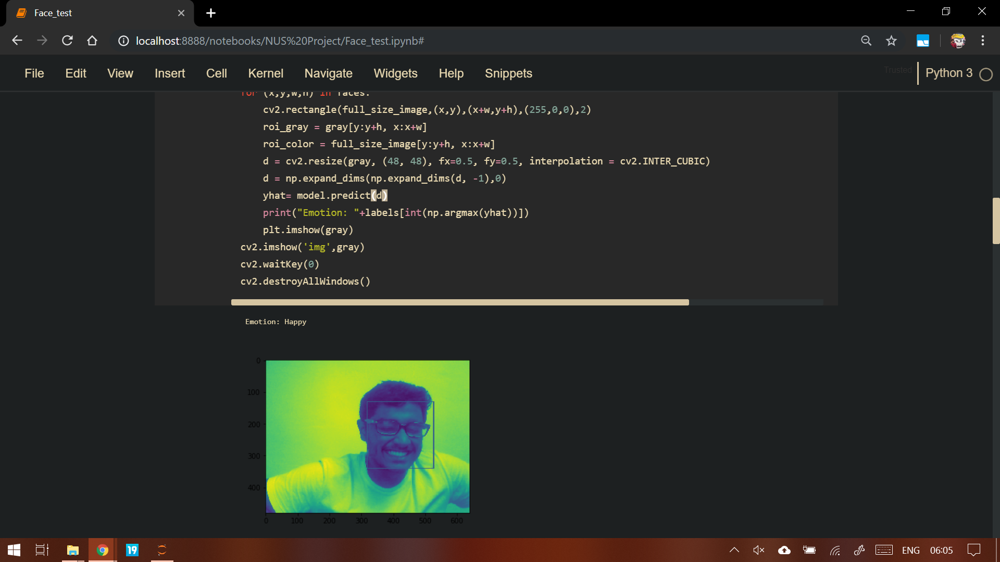 Face_test
localhost:8888/notebooks/NUS%20Project/Face_test.ipynb#
File Edit View Insert Cell Kernel Navigate Widgets Help Snippets Trusted Python 3
for (x,y,w,h) in faces:
cv2.rectangle(full_size_image,(x,y),(x+w,y+h),(255,0,0),2)
roi_gray = gray[y:y+h, x:x+w]
roi_color = full_size_image[y:y+h, x:x+w]
d = cv2.resize(gray, (48, 48), fx=0.5, fy=0.5, interpolation = cv2.INTER_CUBIC)
d = np.expand_dims(np.expand_dims(d, -1),0)
yhat= model.predict(d)
print("Emotion: "+labels[int(np.argmax(yhat))])
plt.imshow(gray)
cv2.imshow('img',gray)
cv2.waitKey(0)
cv2.destroyAllWindows()
Emotion: Happy
0
100
200
300
400
0 100 200 300 400 500 600
19 ENG 06:05